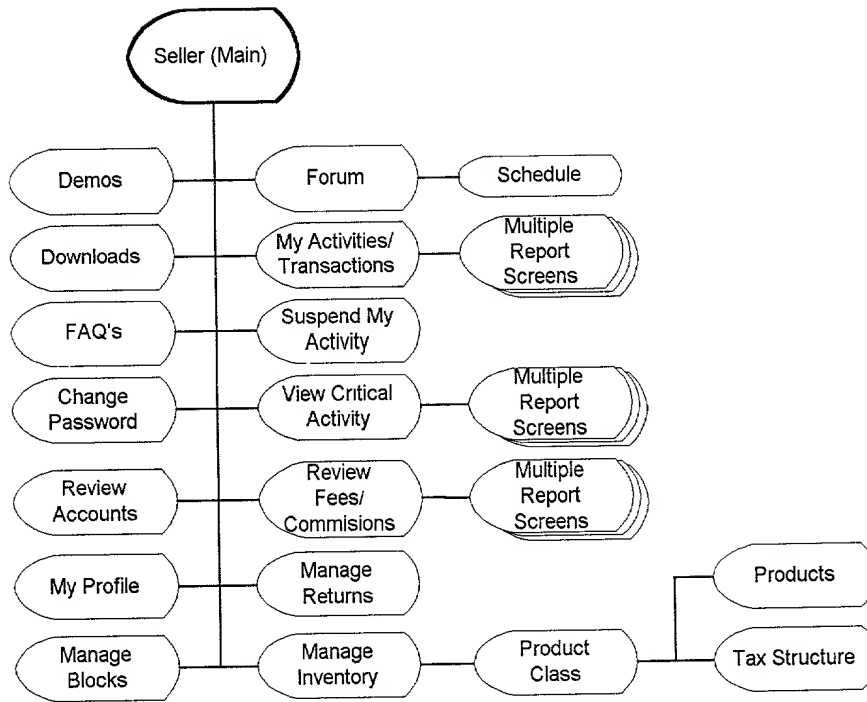 Seller (Main)
Demos
Forum
Schedule
Downloads
My Activities/
Transactions
Multiple
Report
Screens
FAQ's
Suspend My
Activity
Change
Password
View Critical
Activity
Multiple
Report
Screens
Review
Accounts
Review
Fees/
Commisions
Multiple
Report
Screens
My Profile
Manage
Returns
Products
Manage
Blocks
Manage
Inventory
Product
Class
Tax Structure